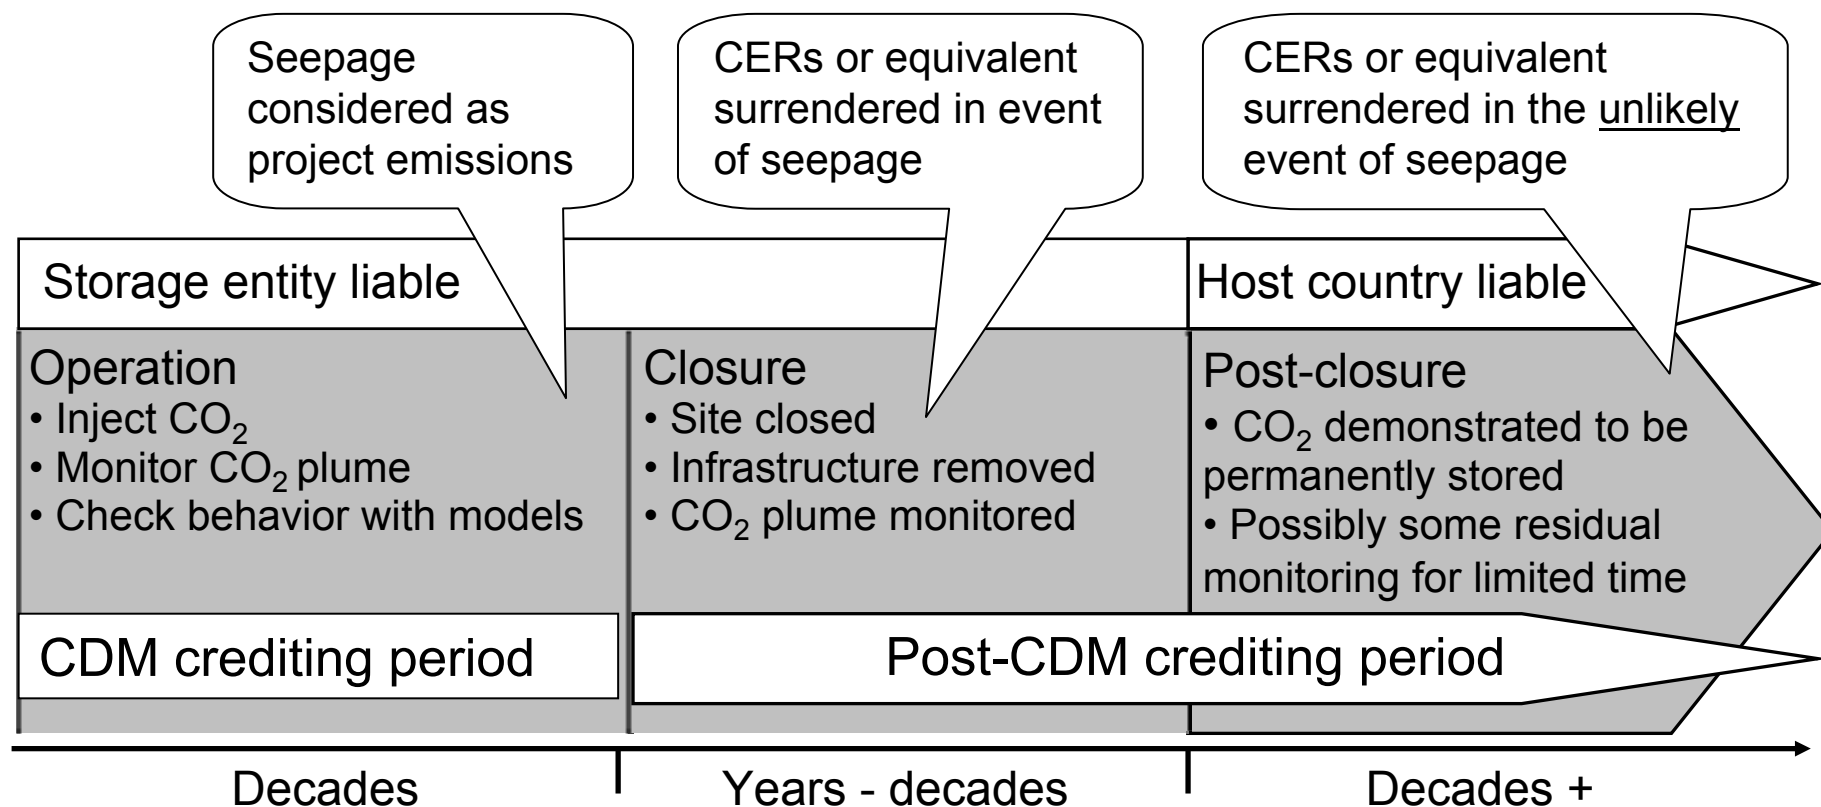 Seepage
considered as
project emissions
CERs or equivalent
surrendered in event
of seepage
CERs or equivalent
surrendered in the unlikely
event of seepage
Storage entity liable
Host country liable
Operation
• Inject CO₂
• Monitor CO₂ plume
• Check behavior with models
Closure
• Site closed
• Infrastructure removed
• CO₂ plume monitored
Post-closure
• CO₂ demonstrated to be
permanently stored
• Possibly some residual
monitoring for limited time
CDM crediting period
Post-CDM crediting period
Decades
Years - decades
Decades +